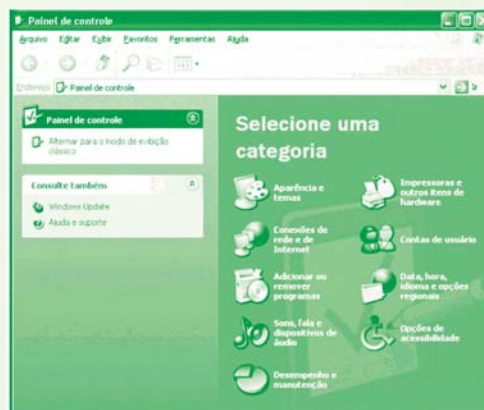 Painel de controle
Arquivo Editar Exibir Favoritos Ferramentas Ajuda
Endereço Painel de controle Ir
Painel de controle
Alternar para o modo de exibição
clássico
Consulte também
Windows Update
Ajuda e suporte
Selecione uma
categoria
Aparência e
temas
Impressoras e
outros itens de
hardware
Conexões de
rede e de
Internet
Contas de usuário
Adicionar ou
remover
programas
Data, hora,
idioma e opções
regionais
Sons, fala e
dispositivos de
áudio
Opções de
acessibilidade
Desempenho e
manutenção